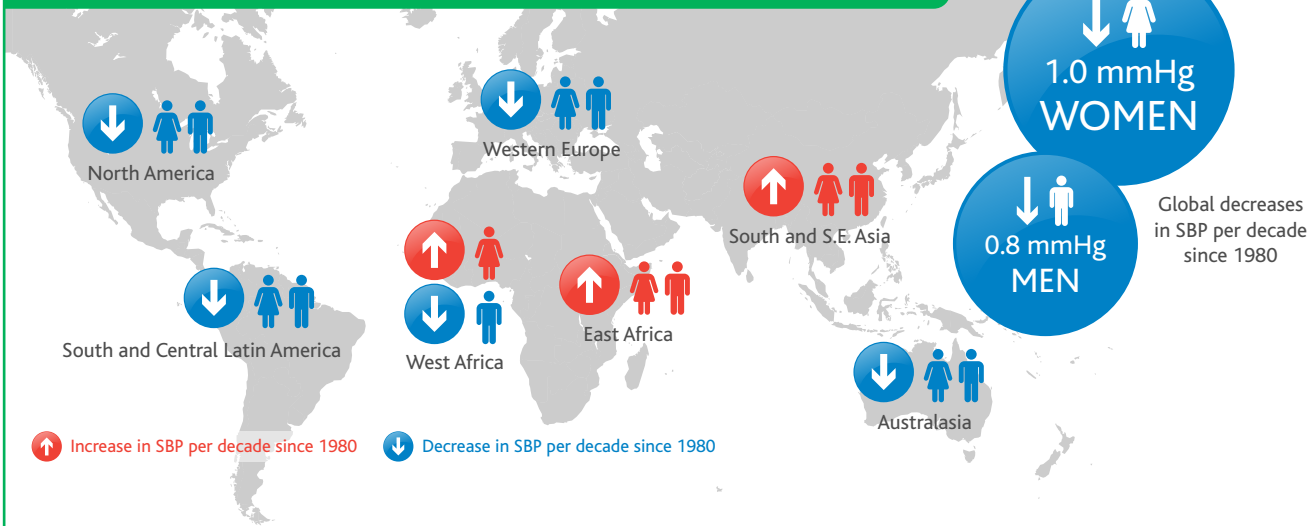 1.0 mmHg
WOMEN
North America
Western Europe
South and S.E. Asia
Global decreases
in SBP per decade
since 1980
0.8 mmHg
MEN
South and Central Latin America
West Africa
East Africa
Australasia
Increase in SBP per decade since 1980
Decrease in SBP per decade since 1980